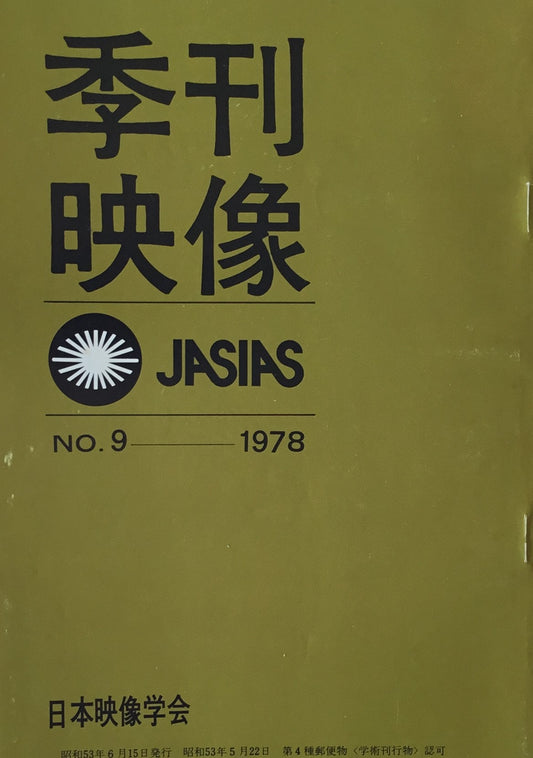 季刊
映像
JASIAS
NO. 9 ——— 1978
日本映像学会
昭和53年6月15日発行 昭和53年5月22日 第4種郵便物〈学術刊行物〉認可